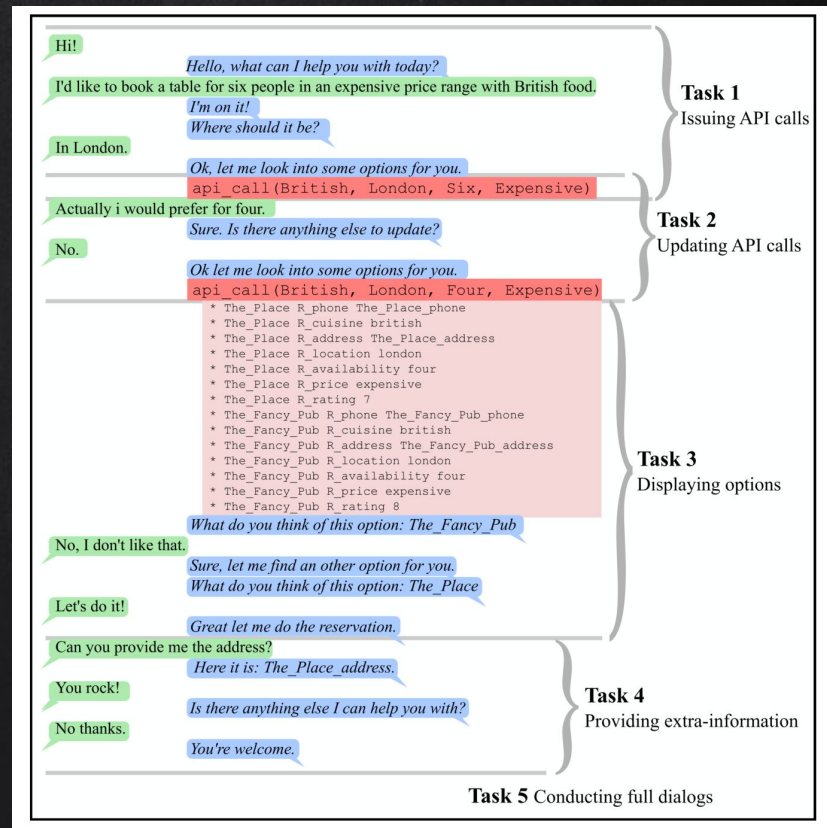 Hi!
Hello, what can I help you with today?
I'd like to book a table for six people in an expensive price range with British food.
I'm on it!
Where should it be?
In London.
Ok, let me look into some options for you.
api_call(British, London, Six, Expensive)
Task 1
Issuing API calls
Actually i would prefer for four.
Sure. Is there anything else to update?
No.
Ok let me look into some options for you.
api_call(British, London, Four, Expensive)
Task 2
Updating API calls
* The_Place R_phone The_Place_phone
* The_Place R_cuisine british
* The_Place R_address The_Place_address
* The_Place R_location london
* The_Place R_availability four
* The_Place R_price expensive
* The_Place R_rating 7
* The_Fancy_Pub R_phone The_Fancy_Pub_phone
* The_Fancy_Pub R_cuisine british
* The_Fancy_Pub R_address The_Fancy_Pub_address
* The_Fancy_Pub R_location london
* The_Fancy_Pub R_availability four
* The_Fancy_Pub R_price expensive
* The_Fancy_Pub R_rating 8
What do you think of this option: The_Fancy_Pub
No, I don't like that.
Sure, let me find an other option for you.
What do you think of this option: The_Place
Let's do it!
Great let me do the reservation.
Task 3
Displaying options
Can you provide me the address?
Here it is: The_Place_address.
You rock!
Is there anything else I can help you with?
No thanks.
You're welcome.
Task 4
Providing extra-information
Task 5 Conducting full dialogs